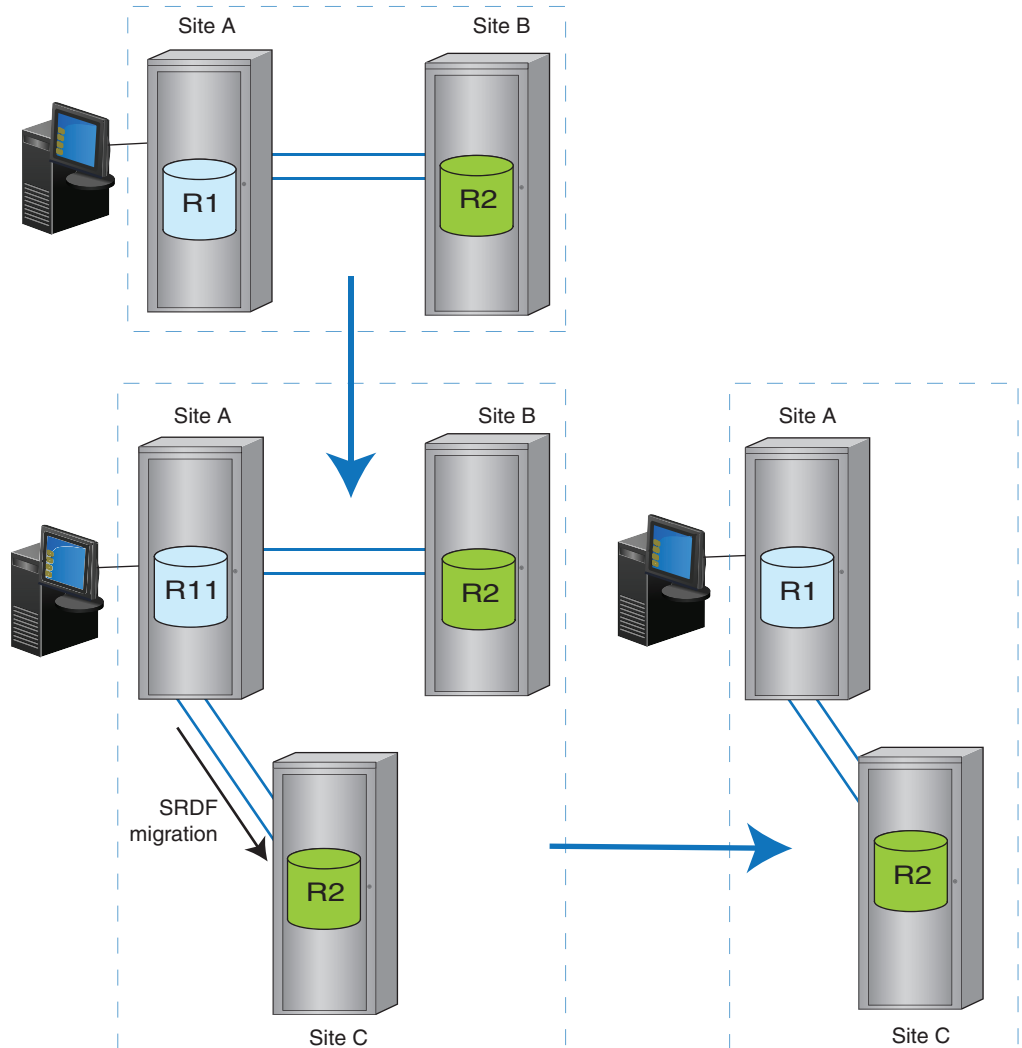 Site A
Site B
R1
R2
Site A
Site B
R11
R2
SRDF
migration
R2
Site C
Site A
R1
R2
Site C